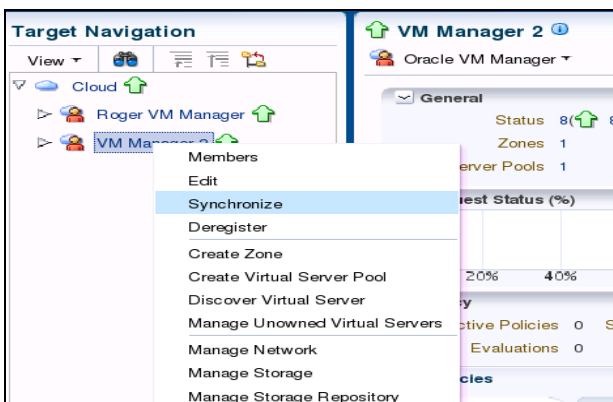 Target Navigation
View
Cloud
Roger VM Manager
VM Manager 2
Members
Edit
Synchronize
Deregister
Create Zone
Create Virtual Server Pool
Discover Virtual Server
Manage Unowned Virtual Servers
Manage Network
Manage Storage
Manage Storage Repository
VM Manager 2
Oracle VM Manager
General
Status 8(
Zones 1
erver Pools 1
est Status (%)
20% 40%
ctive Policies 0 S
Evaluations 0
cies